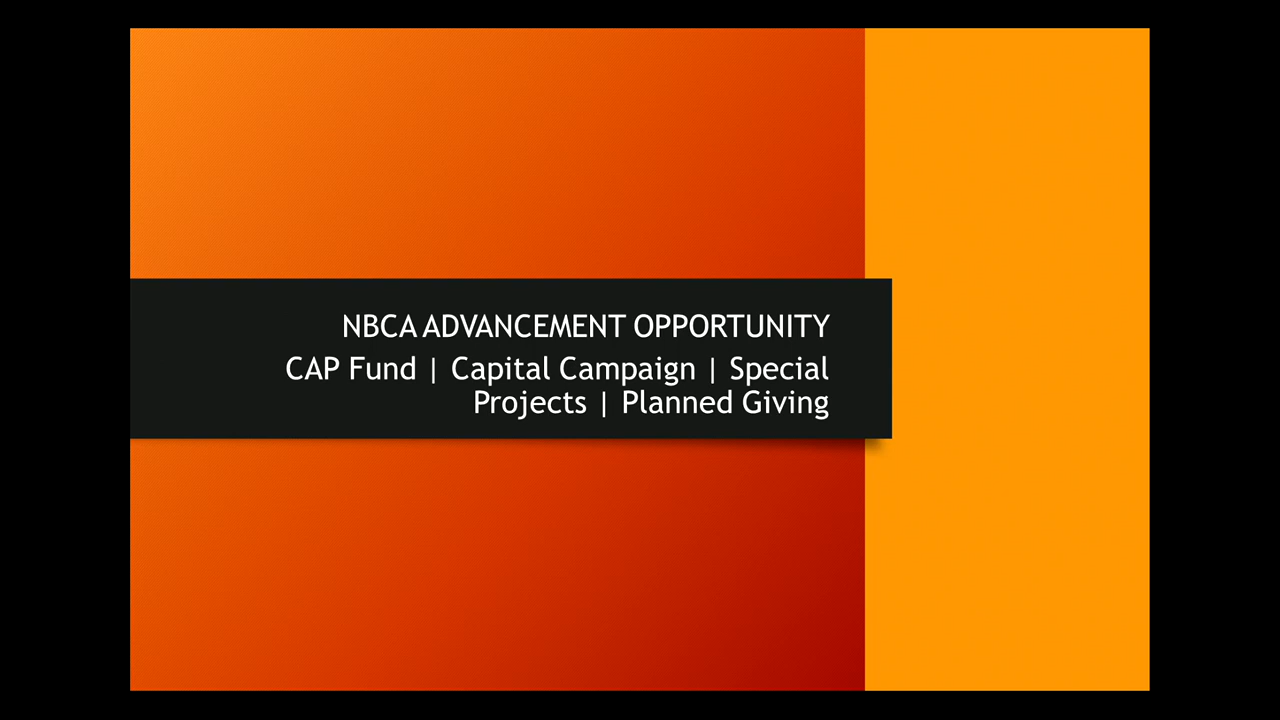 NBCA ADVANCEMENT OPPORTUNITY
CAP Fund | Capital Campaign | Special
Projects | Planned Giving